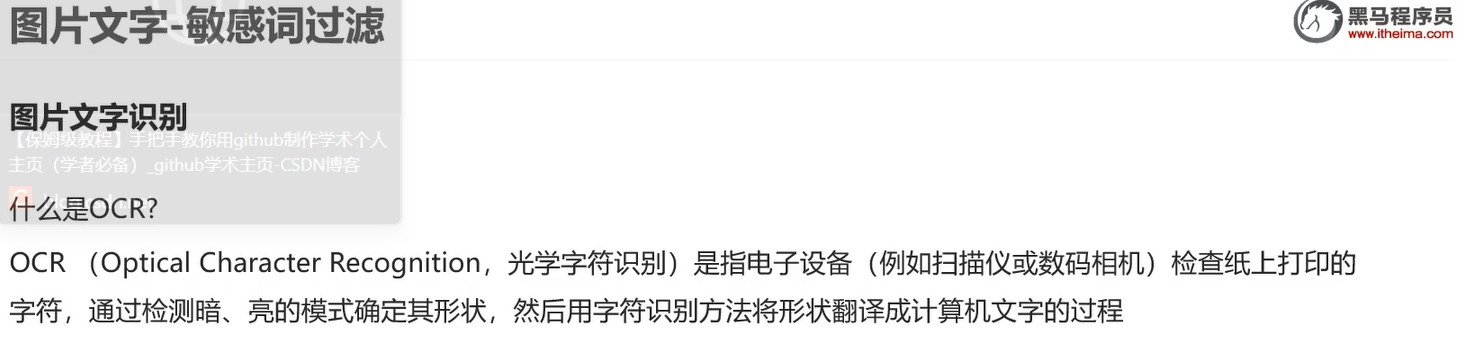 图片文字-敏感词过滤
黑马程序员
www.itheima.com
图片文字识别
【保姆级教程】手把手教你用github制作学术个人
主页（学者必备）_github学术主页-CSDN博客
什么是OCR?
OCR （Optical Character Recognition，光学字符识别）是指电子设备（例如扫描仪或数码相机）检查纸上打印的
字符，通过检测暗、亮的模式确定其形状，然后用字符识别方法将形状翻译成计算机文字的过程